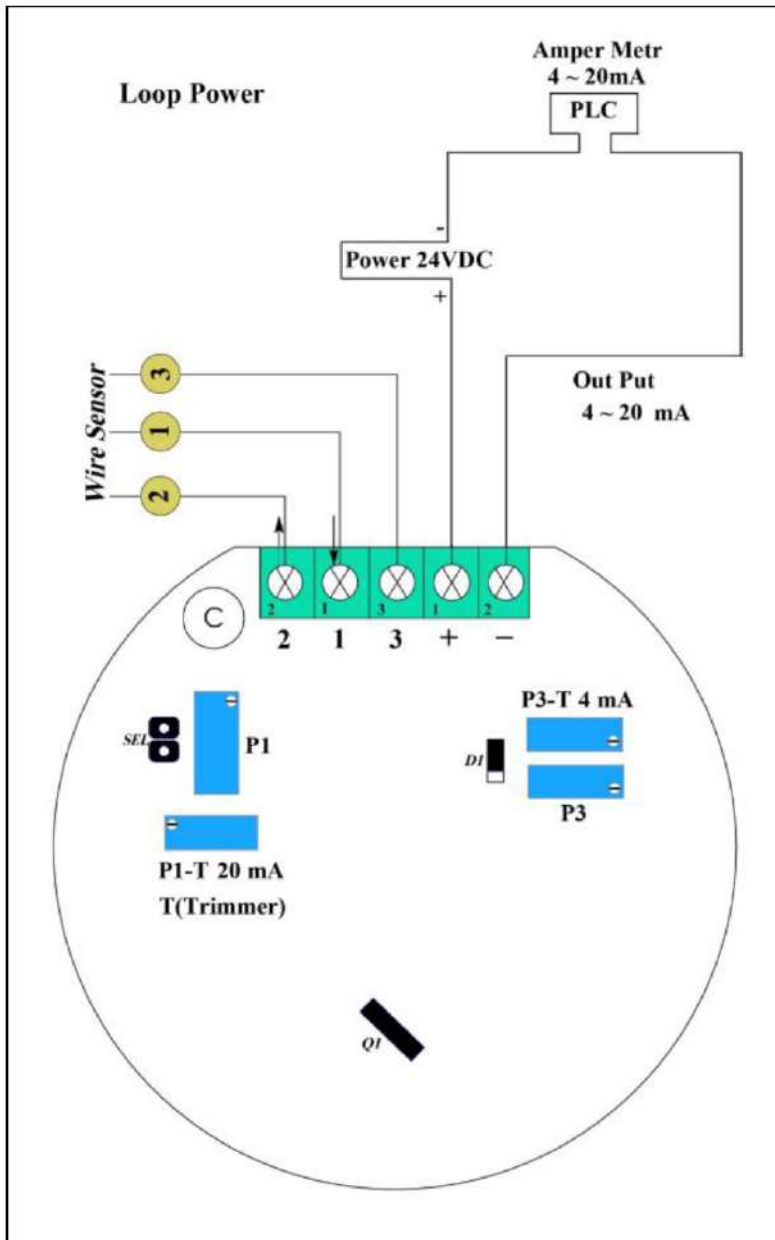 Amper Metr
4 ~ 20mA
Loop Power
PLC
-
Power 24VDC
+
Wire Sensor
3
1
2
Out Put
4 ~ 20 mA
2 1 3 1 2
C
2 1 3 + −
SEL
P1
P3-T 4 mA
D1
P3
P1-T 20 mA
T(Trimmer)
Q1